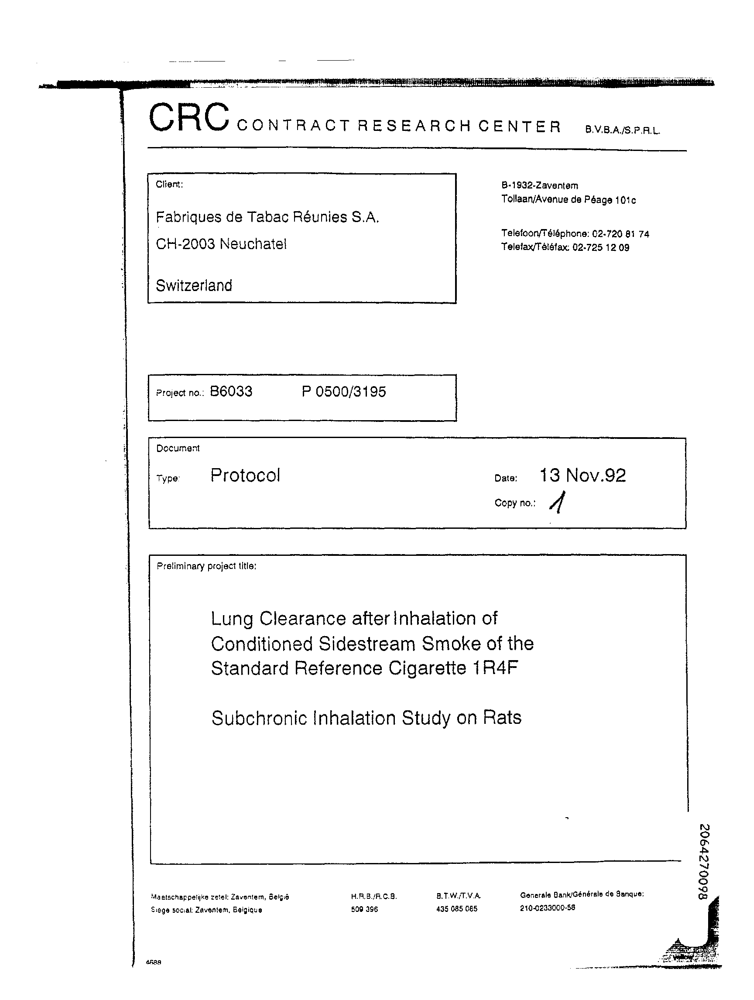 CRC CONTRACT RESEARCH CENTER B.V.B.A./S.P.R.L.
Client:
Fabriques de Tabac Réunies S.A.
CH-2003 Neuchatel
Switzerland
B-1932-Zaventem
Tollaan/Avenue de Péage 101c
Telefoon/Téléphone: 02-720 81 74
Telefax/Téléfax: 02-725 12 09
Project no.: B6033 P 0500/3195
Document
Type: Protocol
Date: 13 Nov.92
Copy no.: 1
Preliminary project title:
Lung Clearance after Inhalation of
Conditioned Sidestream Smoke of the
Standard Reference Cigarette 1R4F
Subchronic Inhalation Study on Rats
2064270098
Maatschappelijke zetel: Zaventem, België H.R.B./R.C.B. B.T.W./T.V.A. Generale Bank/Générale de Banque:
Siège social: Zaventem, Belgique 509 396 435 085 065 210-0233000-58
4688